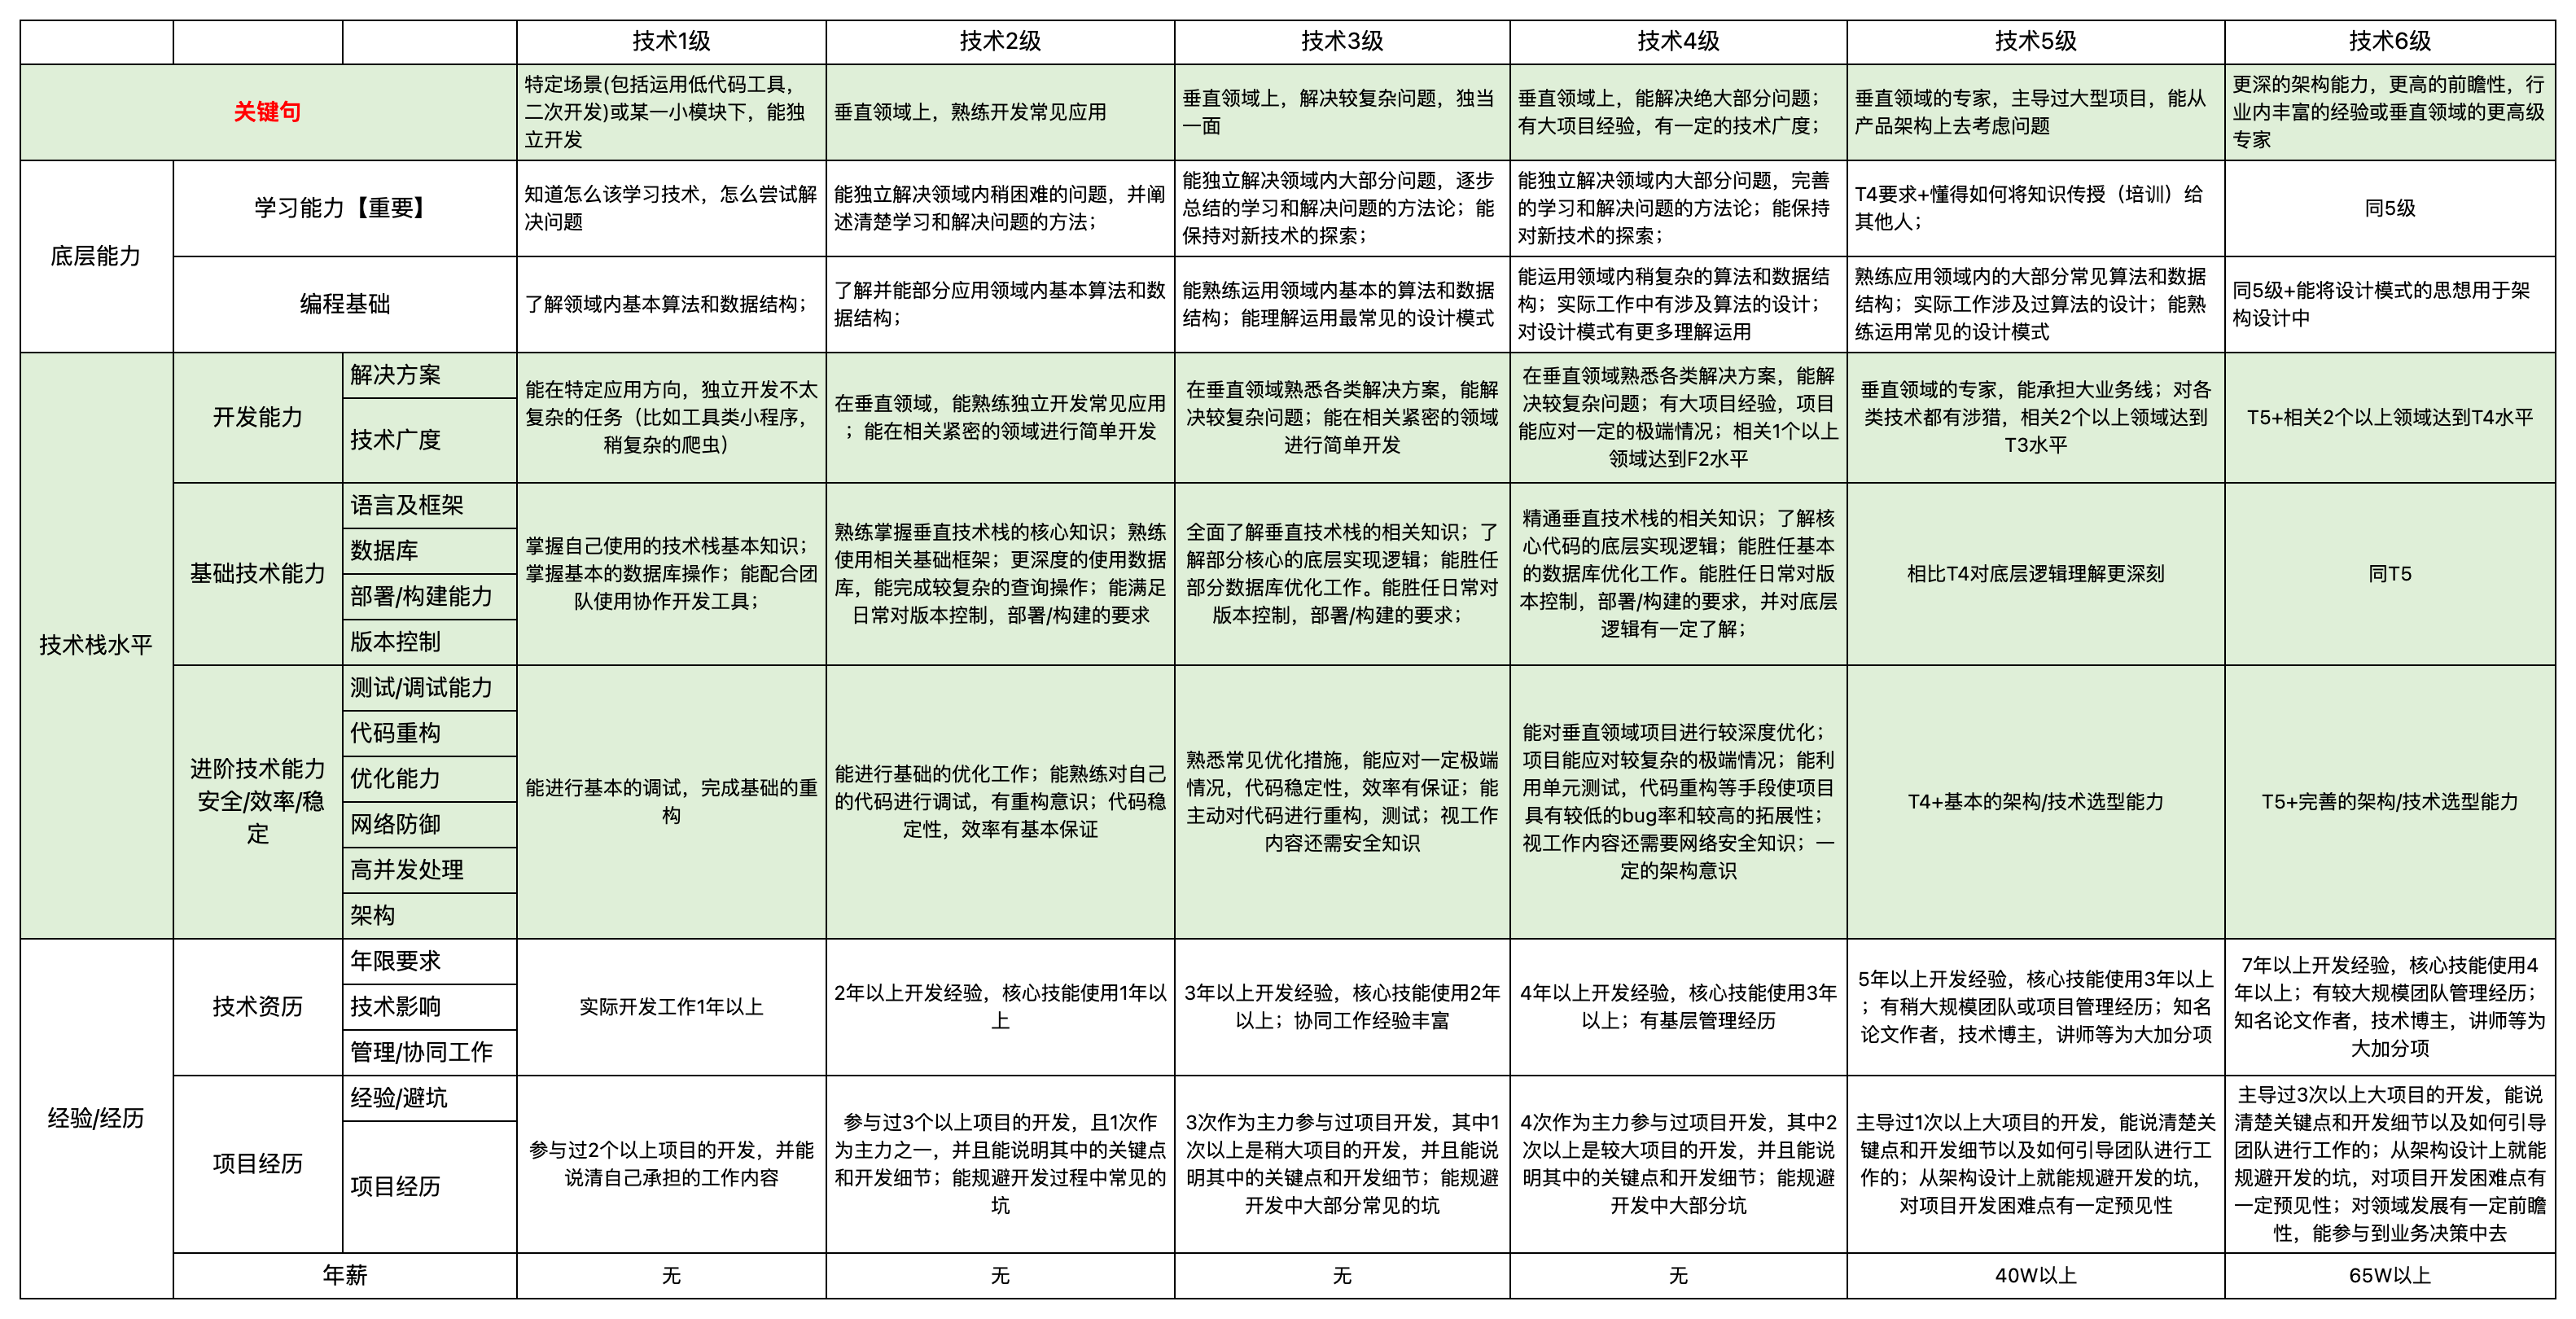 技术1级
技术2级
技术3级
技术4级
技术5级
技术6级
关键句
特定场景(包括运用低代码工具，
二次开发)或某一小模块下，能独
立开发
垂直领域上，熟练开发常见应用
垂直领域上，解决较复杂问题，独当
一面
垂直领域上，能解决绝大部分问题；
有大项目经验，有一定的技术广度；
垂直领域的专家，主导过大型项目，能从
产品架构上去考虑问题
更深的架构能力，更高的前瞻性，行
业内丰富的经验或垂直领域的更高级
专家
底层能力
学习能力【重要】
知道怎么该学习技术，怎么尝试解
决问题
能独立解决领域内稍困难的问题，并阐
述清楚学习和解决问题的方法；
能独立解决领域内大部分问题，逐步
总结的学习和解决问题的方法论；能
保持对新技术的探索；
能独立解决领域内大部分问题，完善
的学习和解决问题的方法论；能保持
对新技术的探索；
T4要求+懂得如何将知识传授（培训）给
其他人；
同5级
编程基础
了解领域内基本算法和数据结构；
了解并能部分应用领域内基本算法和数
据结构；
能熟练运用领域内基本的算法和数据
结构；能理解运用最常见的设计模式
能运用领域内稍复杂的算法和数据结
构；实际工作中有涉及算法的设计；
对设计模式有更多理解运用
熟练应用领域内的大部分常见算法和数据
结构；实际工作涉及过算法的设计；能熟
练运用常见的设计模式
同5级+能将设计模式的思想用于架
构设计中
技术栈水平
开发能力
解决方案
技术广度
能在特定应用方向，独立开发不太
复杂的任务（比如工具类小程序，
稍复杂的爬虫）
在垂直领域，能熟练独立开发常见应用
；能在相关紧密的领域进行简单开发
在垂直领域熟悉各类解决方案，能解
决较复杂问题；能在相关紧密的领域
进行简单开发
在垂直领域熟悉各类解决方案，能解
决较复杂问题；有大项目经验，项目
能应对一定的极端情况；相关1个以上
领域达到F2水平
垂直领域的专家，能承担大业务线；对各
类技术都有涉猎，相关2个以上领域达到
T3水平
T5+相关2个以上领域达到T4水平
基础技术能力
语言及框架
数据库
部署/构建能力
版本控制
掌握自己使用的技术栈基本知识；
掌握基本的数据库操作；能配合团
队使用协作开发工具；
熟练掌握垂直技术栈的核心知识；熟练
使用相关基础框架；更深度的使用数据
库，能完成较复杂的查询操作；能满足
日常对版本控制，部署/构建的要求
全面了解垂直技术栈的相关知识；了
解部分核心的底层实现逻辑；能胜任
部分数据库优化工作。能胜任日常对
版本控制，部署/构建的要求；
精通垂直技术栈的相关知识；了解核
心代码的底层实现逻辑；能胜任基本
的数据库优化工作。能胜任日常对版
本控制，部署/构建的要求，并对底层
逻辑有一定了解；
相比T4对底层逻辑理解更深刻
同T5
进阶技术能力
安全/效率/稳
定
测试/调试能力
代码重构
优化能力
网络防御
高并发处理
架构
能进行基本的调试，完成基础的重
构
能进行基础的优化工作；能熟练对自己
的代码进行调试，有重构意识；代码稳
定性，效率有基本保证
熟悉常见优化措施，能应对一定极端
情况，代码稳定性，效率有保证；能
主动对代码进行重构，测试；视工作
内容还需安全知识
能对垂直领域项目进行较深度优化；
项目能应对较复杂的极端情况；能利
用单元测试，代码重构等手段使项目
具有较低的bug率和较高的拓展性；
视工作内容还需要网络安全知识；一
定的架构意识
T4+基本的架构/技术选型能力
T5+完善的架构/技术选型能力
经验/经历
技术资历
年限要求
技术影响
管理/协同工作
实际开发工作1年以上
2年以上开发经验，核心技能使用1年以
上
3年以上开发经验，核心技能使用2年
以上；协同工作经验丰富
4年以上开发经验，核心技能使用3年
以上；有基层管理经历
5年以上开发经验，核心技能使用3年以上
；有稍大规模团队或项目管理经历；知名
论文作者，技术博主，讲师等为大加分项
7年以上开发经验，核心技能使用4
年以上；有较大规模团队管理经历；
知名论文作者，技术博主，讲师等为
大加分项
项目经历
经验/避坑
项目经历
参与过2个以上项目的开发，并能
说清自己承担的工作内容
参与过3个以上项目的开发，且1次作
为主力之一，并且能说明其中的关键点
和开发细节；能规避开发过程中常见的
坑
3次作为主力参与过项目开发，其中1
次以上是稍大项目的开发，并且能说
明其中的关键点和开发细节；能规避
开发中大部分常见的坑
4次作为主力参与过项目开发，其中2
次以上是较大项目的开发，并且能说
明其中的关键点和开发细节；能规避
开发中大部分坑
主导过1次以上大项目的开发，能说清楚关
键点和开发细节以及如何引导团队进行工
作的；从架构设计上就能规避开发的坑，
对项目开发困难点有一定预见性
主导过3次以上大项目的开发，能说
清楚关键点和开发细节以及如何引导
团队进行工作的；从架构设计上就能
规避开发的坑，对项目开发困难点有
一定预见性；对领域发展有一定前瞻
性，能参与到业务决策中去
年薪
无
无
无
无
40W以上
65W以上